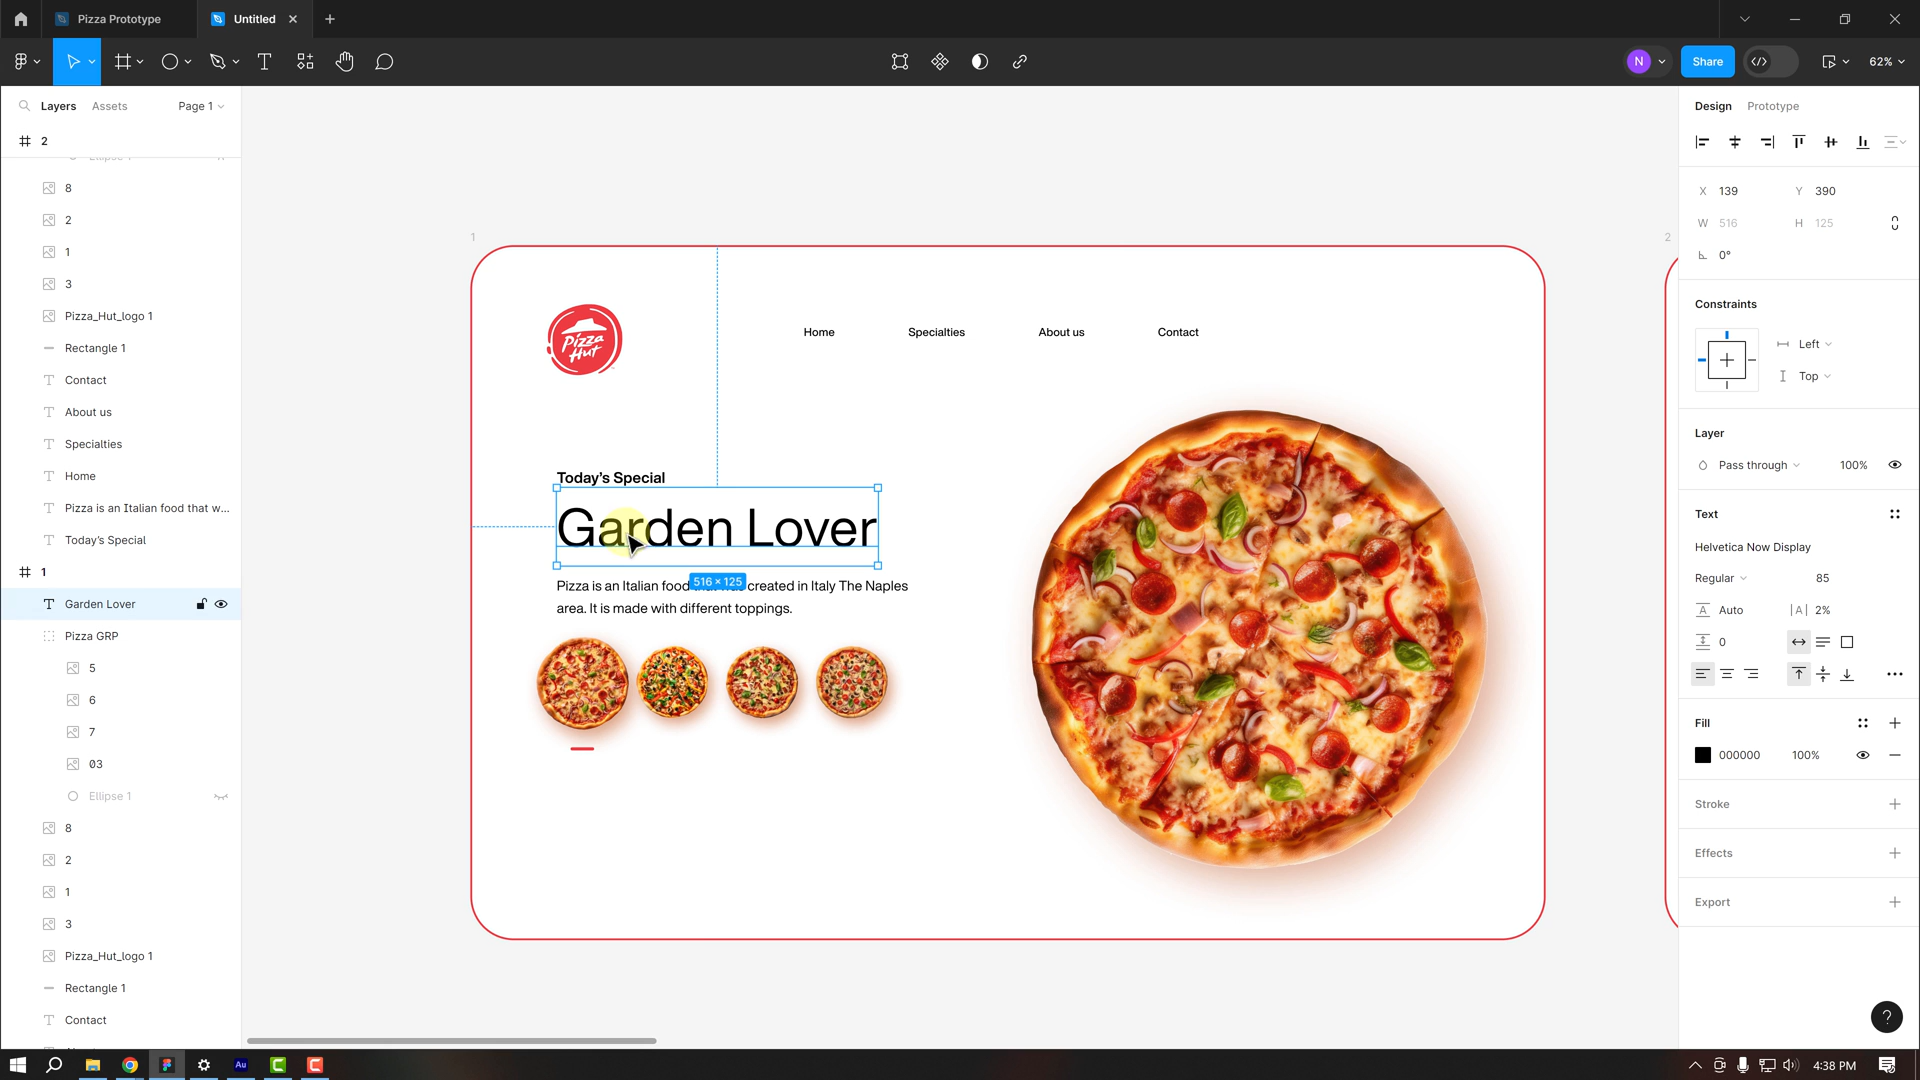 Pizza Prototype
Untitled
N
Share
62%
Layers
Assets
Page 1
Design
Prototype
2
8
2
1
3
Pizza_Hut_logo 1
Rectangle 1
Contact
About us
Specialties
Home
Pizza is an Italian food that w...
Today's Special
1
Garden Lover
Pizza GRP
5
6
7
03
Ellipse 1
8
2
1
3
Pizza_Hut_logo 1
Rectangle 1
Contact
1
2
Pizza
Hut
Home
Specialties
About us
Contact
Today's Special
Garden Lover
Pizza is an Italian food
created in Italy The Naples
516 × 125
area. It is made with different toppings.
X 139
Y 390
W 516
H 125
0°
Constraints
Left
Top
Layer
Pass through
100%
Text
Helvetica Now Display
Regular
85
Auto
2%
0
Fill
000000
100%
Stroke
Effects
Export
?
Au
4:38 PM